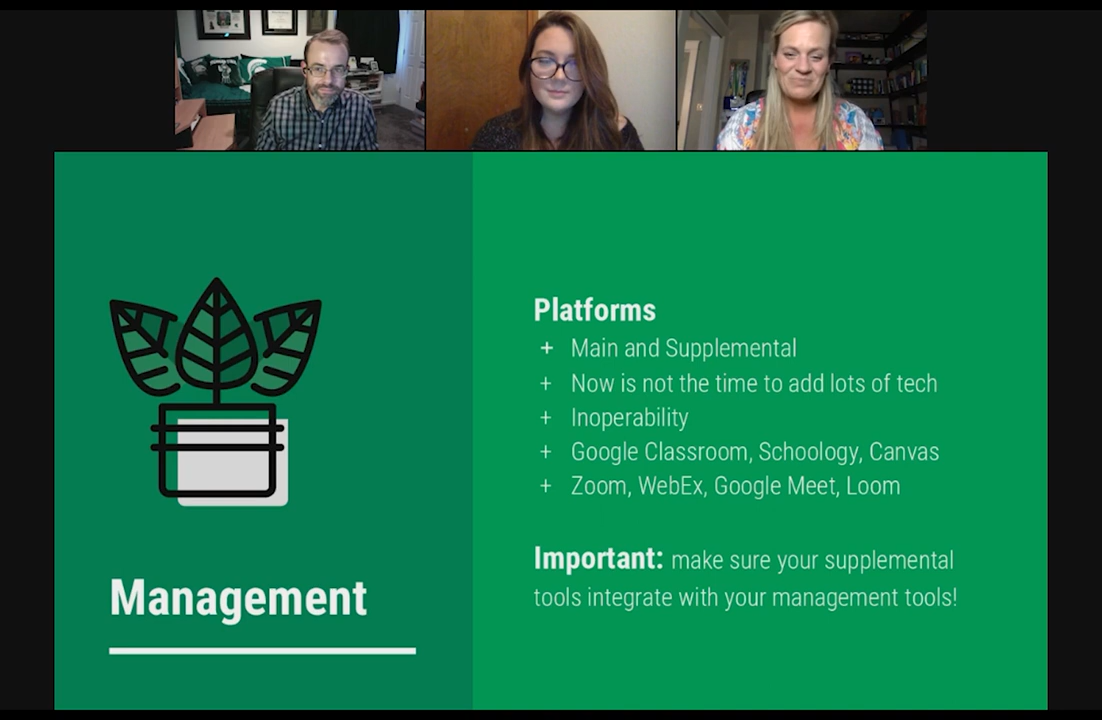 Management
Platforms
+ Main and Supplemental
+ Now is not the time to add lots of tech
+ Inoperability
+ Google Classroom, Schoology, Canvas
+ Zoom, WebEx, Google Meet, Loom
Important: make sure your supplemental
tools integrate with your management tools!